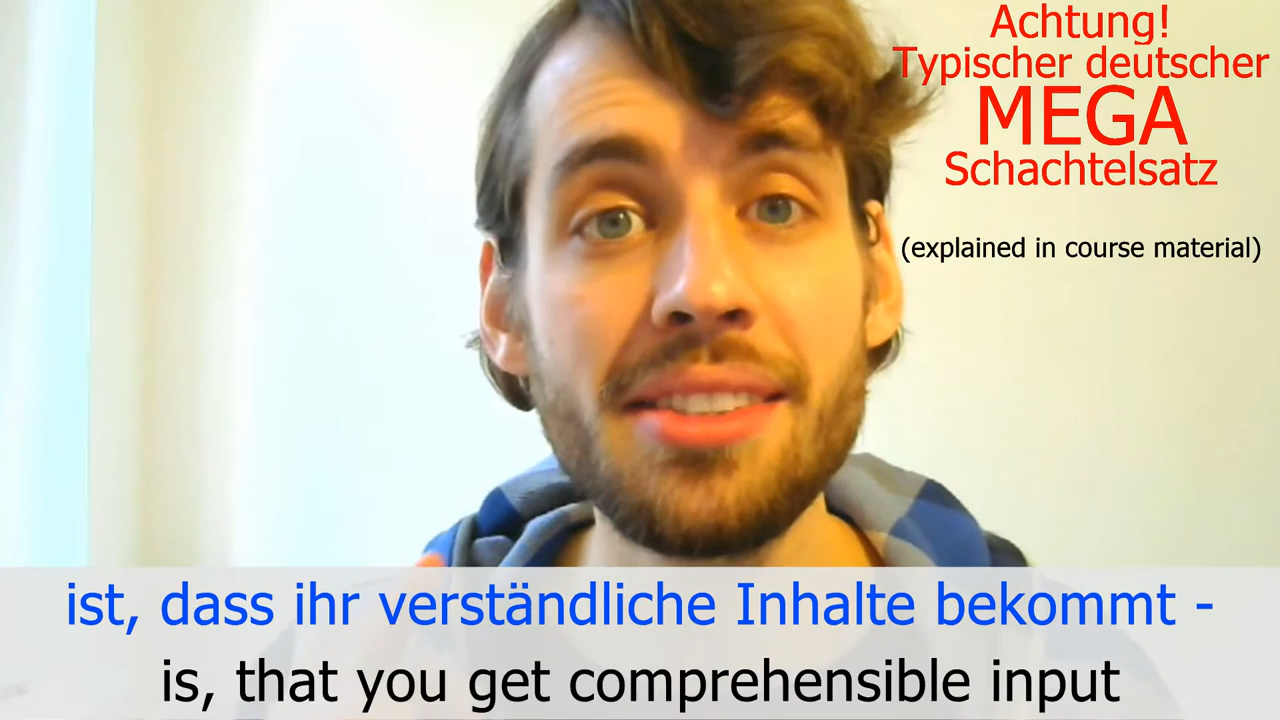 Achtung!
Typischer deutscher
MEGA
Schachtelsatz
(explained in course material)
ist, dass ihr verständliche Inhalte bekommt -
is, that you get comprehensible input